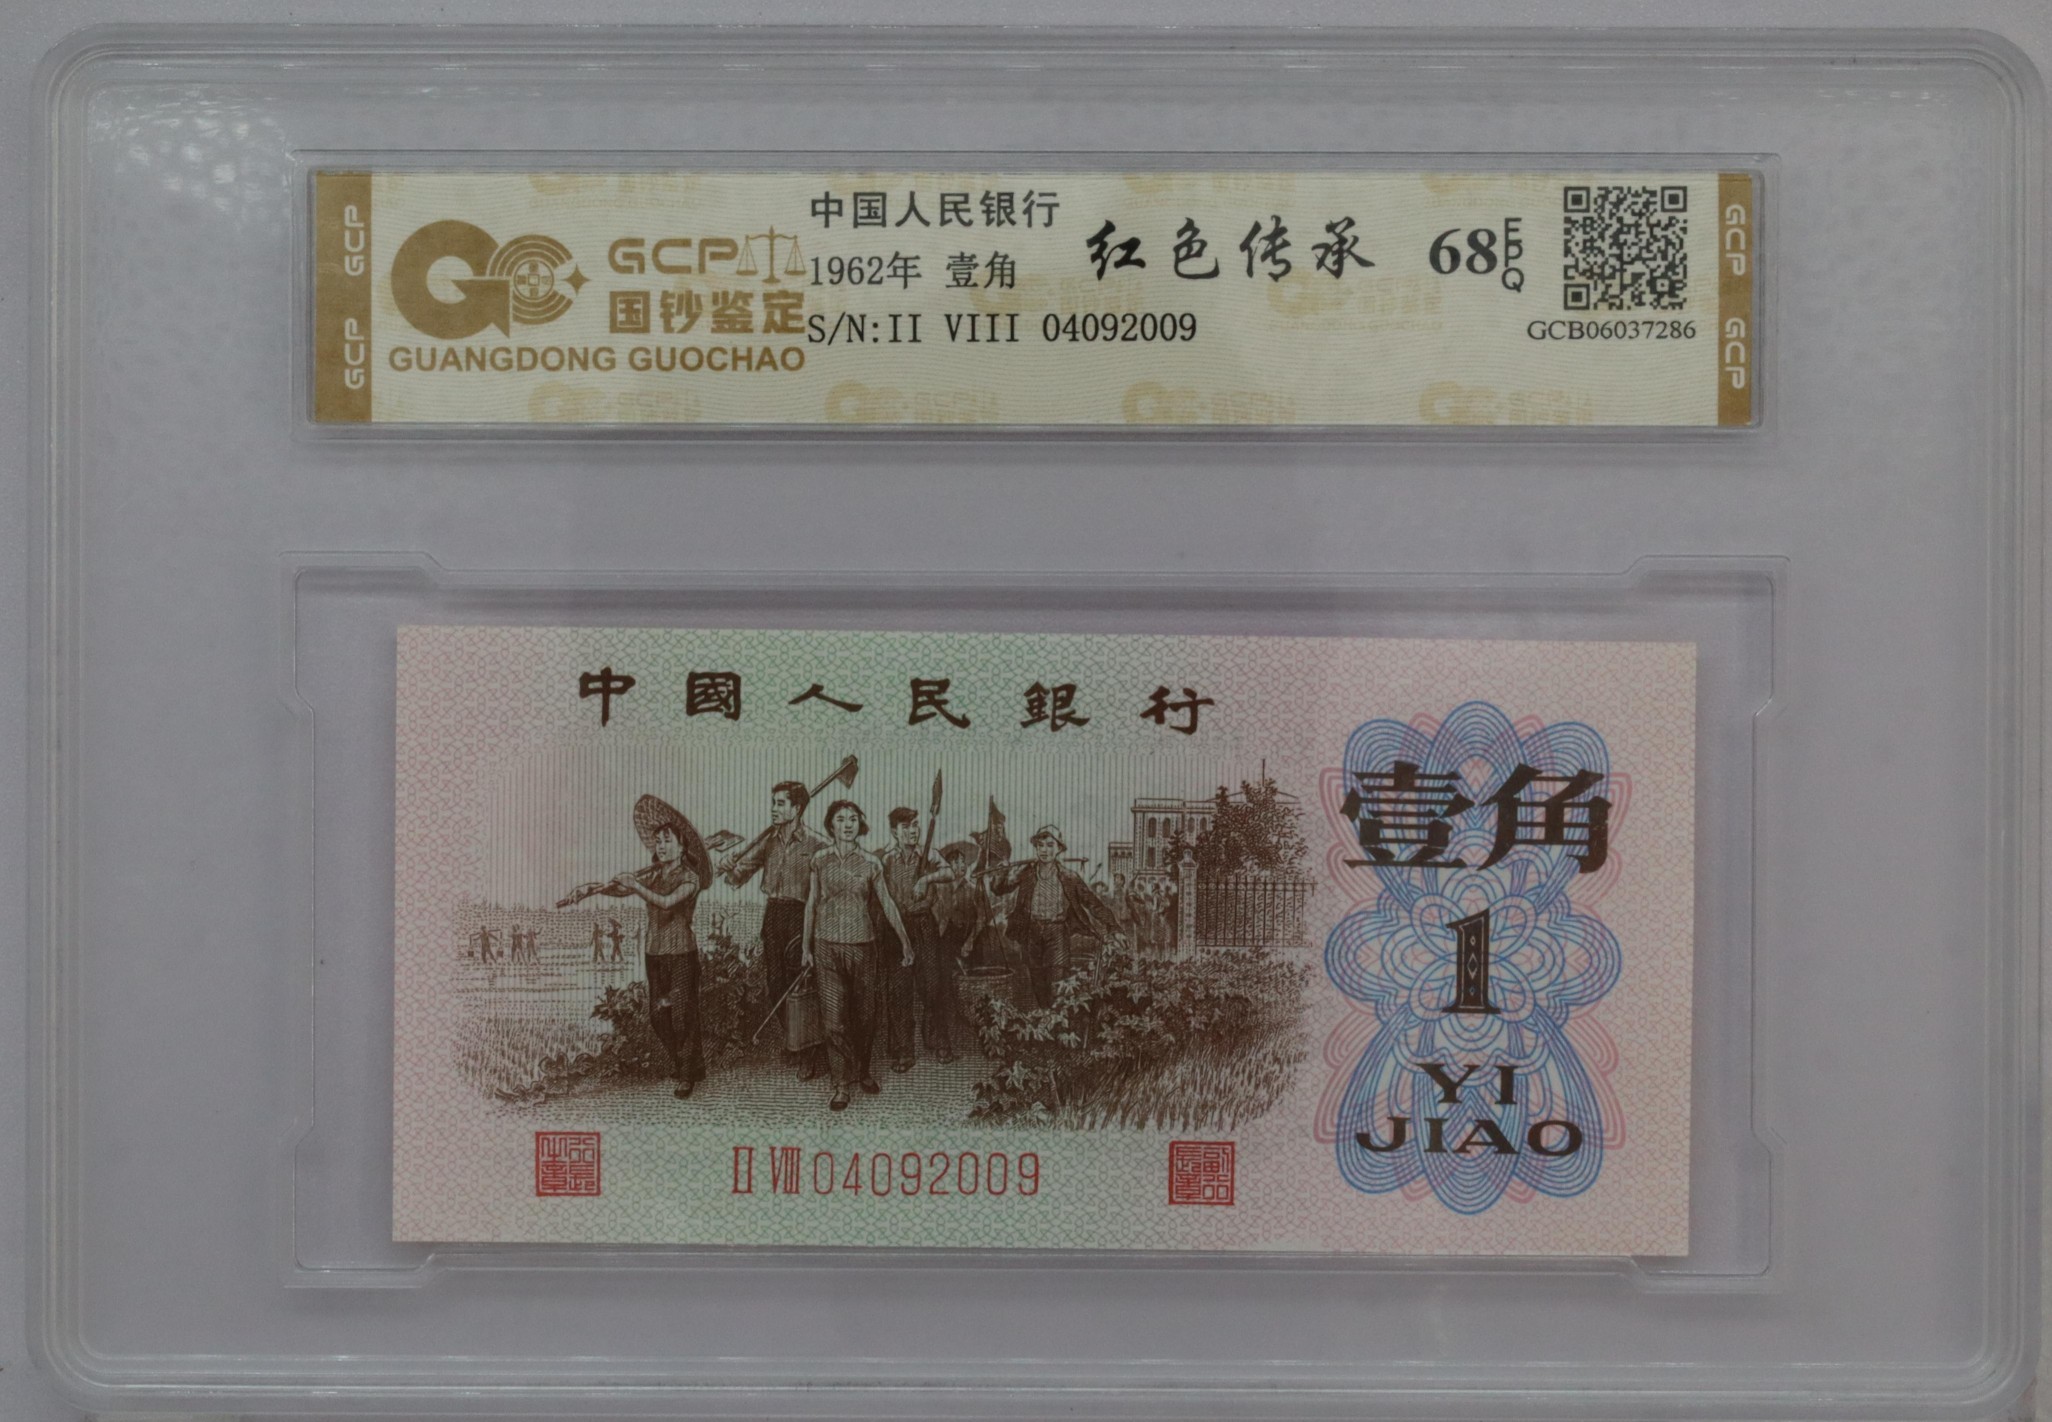 GCP GCP
GCP
国钞鉴定
GUANGDONG GUOCHAO
中国人民银行
1962年 壹角
S/N:II VIII 04092009
红色传承
68 EPQ
GCB06037286
GCP GCP
中國人民銀行
壹角
1
YI
JIAO
II VIII 04092009